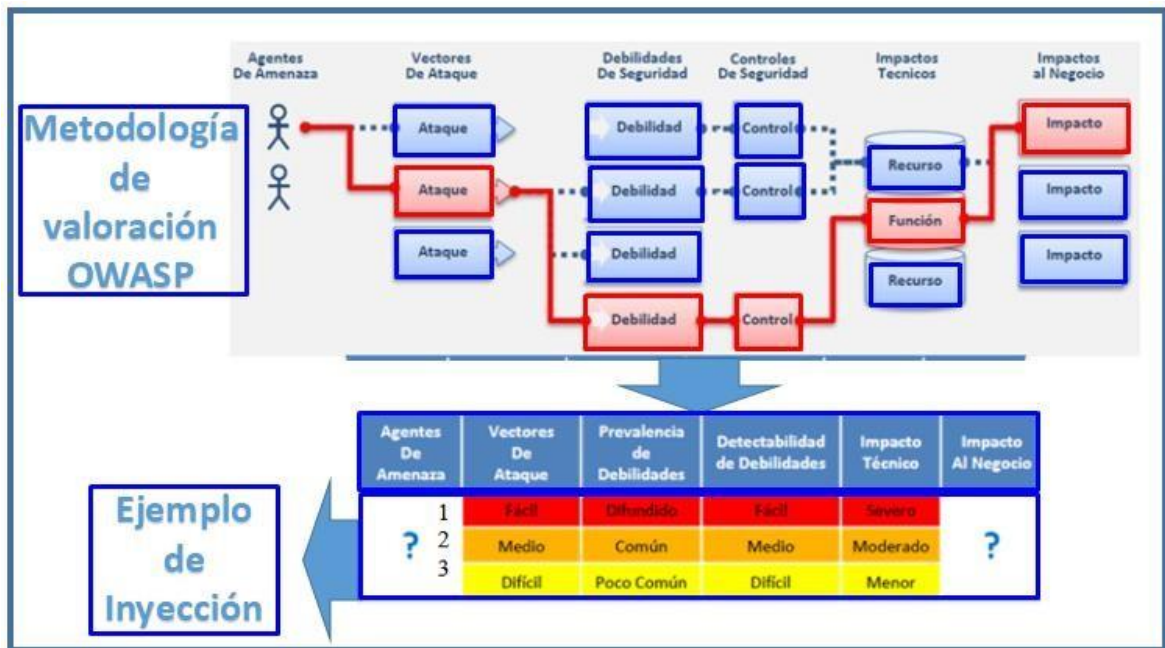 Agentes
De Amenaza
Vectores
De Ataque
Debilidades
De Seguridad
Controles
De Seguridad
Impactos
Tecnicos
Impactos
al Negocio
Metodología
de
valoración
OWASP
Ataque
Debilidad
Control
Impacto
Recurso
Ataque
Debilidad
Control
Impacto
Función
Ataque
Debilidad
Impacto
Recurso
Debilidad
Control
Agentes
De
Amenaza
Vectores
De
Ataque
Prevalencia
de
Debilidades
Detectabilidad
de Debilidades
Impacto
Técnico
Impacto
Al Negocio
Ejemplo
de
Inyección
?
1
Fácil
Difundido
Fácil
Severo
2
Medio
Común
Medio
Moderado
3
Difícil
Poco Común
Difícil
Menor
?